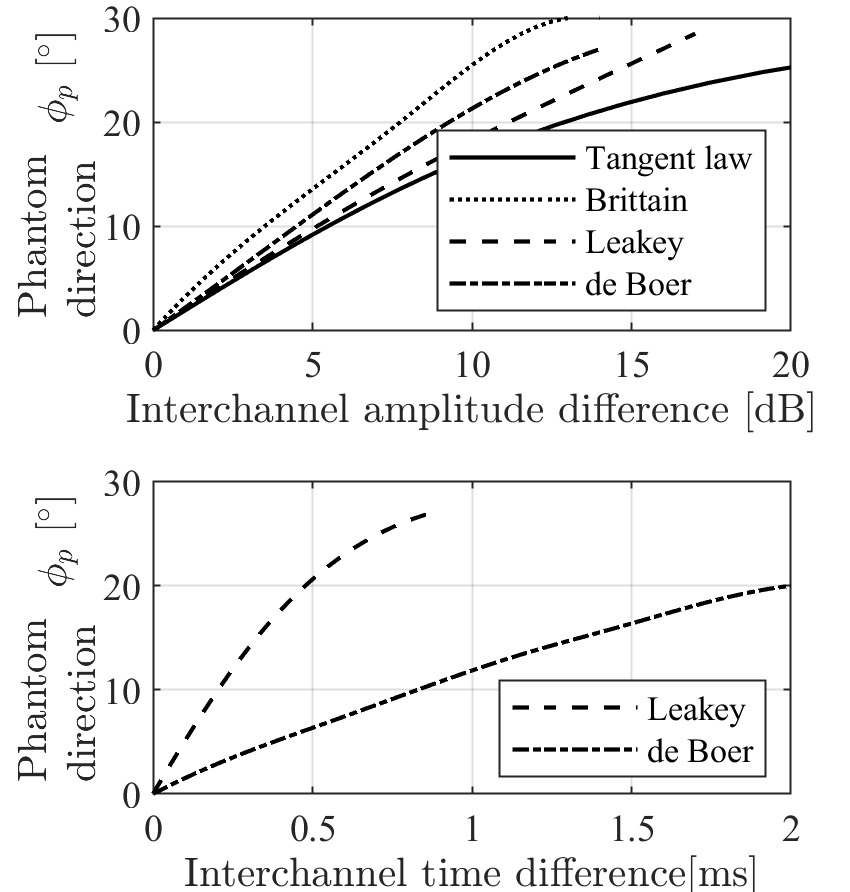 30
20
10
0
Phantom
direction ϕp [°]
Tangent law
Brittain
Leakey
de Boer
0 5 10 15 20
Interchannel amplitude difference [dB]
30
20
10
0
Phantom
direction ϕp [°]
Leakey
de Boer
0 0.5 1 1.5 2
Interchannel time difference[ms]